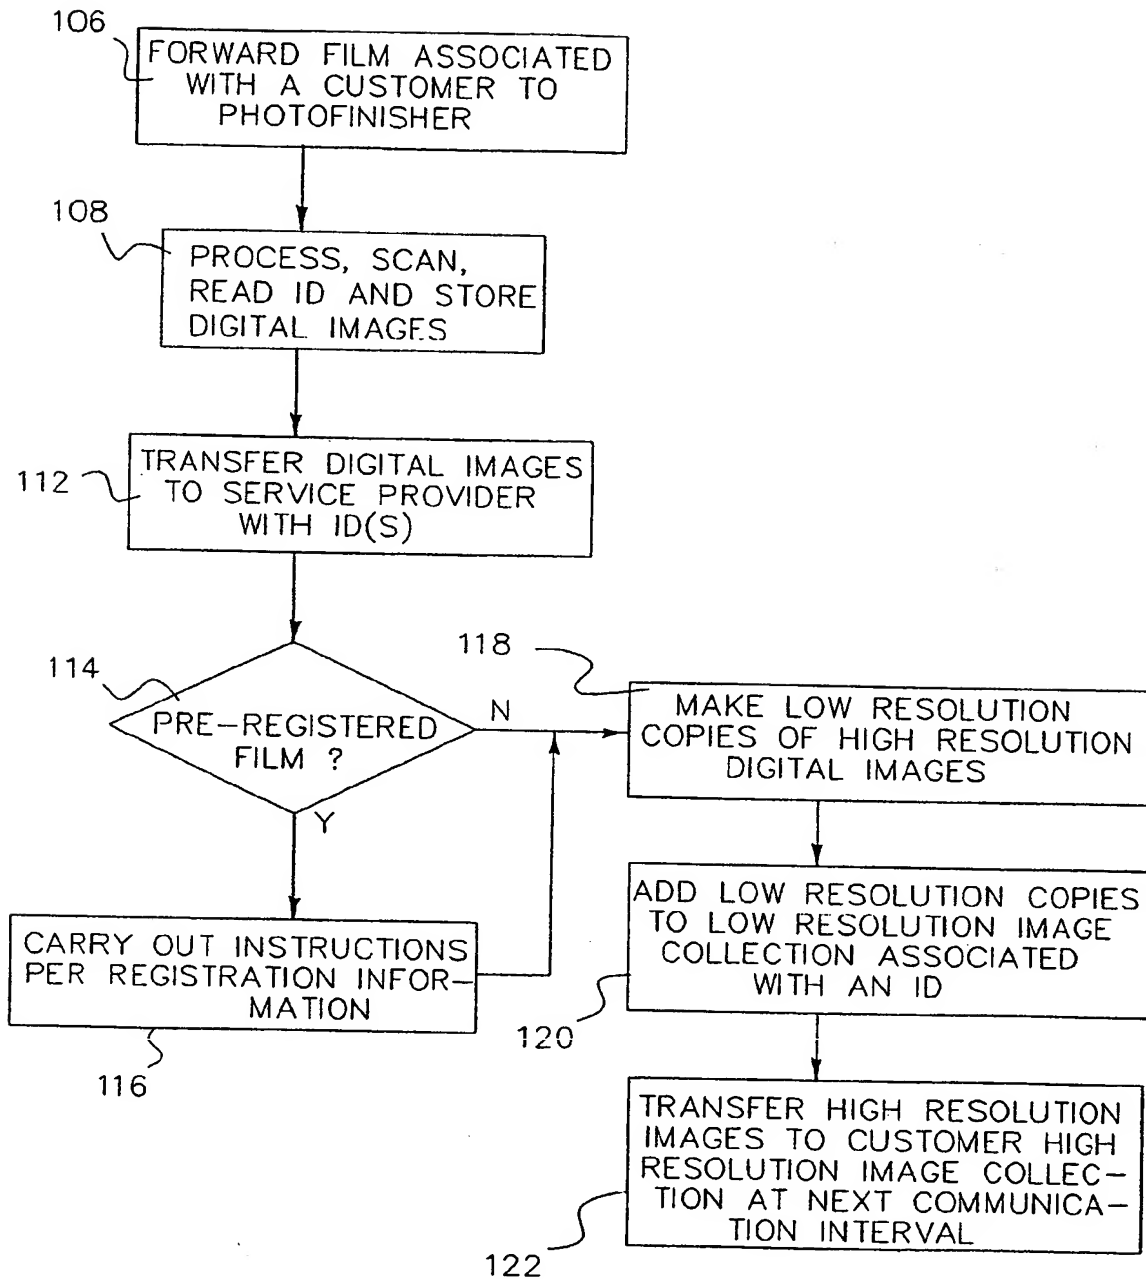 106
FORWARD FILM ASSOCIATED
WITH A CUSTOMER TO
PHOTOFINISHER
108
PROCESS, SCAN,
READ ID AND STORE
DIGITAL IMAGES
112
TRANSFER DIGITAL IMAGES
TO SERVICE PROVIDER
WITH ID(S)
114
PRE-REGISTERED
FILM ?
N
Y
CARRY OUT INSTRUCTIONS
PER REGISTRATION INFOR-
MATION
116
118
MAKE LOW RESOLUTION
COPIES OF HIGH RESOLUTION
DIGITAL IMAGES
ADD LOW RESOLUTION COPIES
TO LOW RESOLUTION IMAGE
COLLECTION ASSOCIATED
WITH AN ID
120
TRANSFER HIGH RESOLUTION
IMAGES TO CUSTOMER HIGH
RESOLUTION IMAGE COLLEC-
TION AT NEXT COMMUNICA-
TION INTERVAL
122